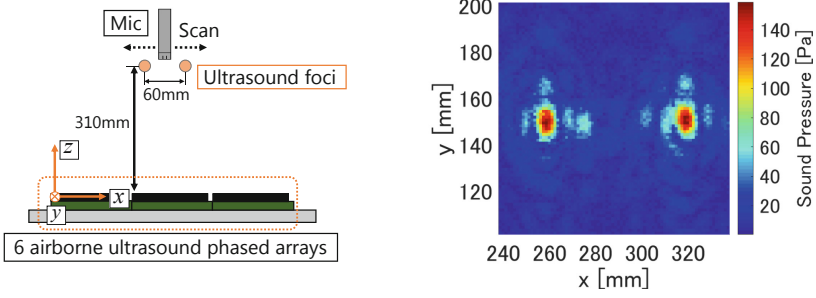 Mic
Scan
Ultrasound foci
60mm
310mm
z
x
y
6 airborne ultrasound phased arrays
y [mm]
200
180
160
140
120
240 260 280 300 320
x [mm]
140
120
100
80
60
40
20
Sound Pressure [Pa]